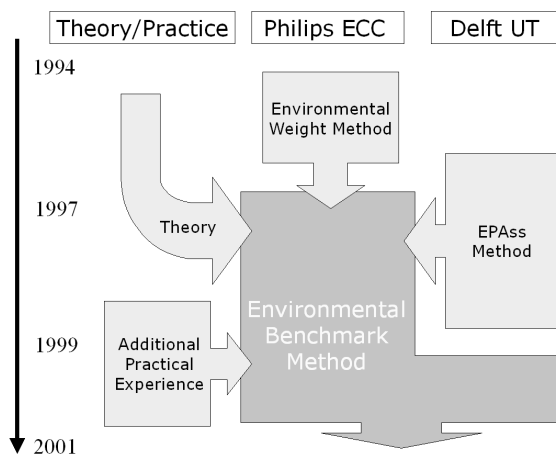 Theory/Practice
Philips ECC
Delft UT
1994
Environmental
Weight Method
1997
Theory
EPAss
Method
Environmental
Benchmark
Method
1999
Additional
Practical
Experience
2001